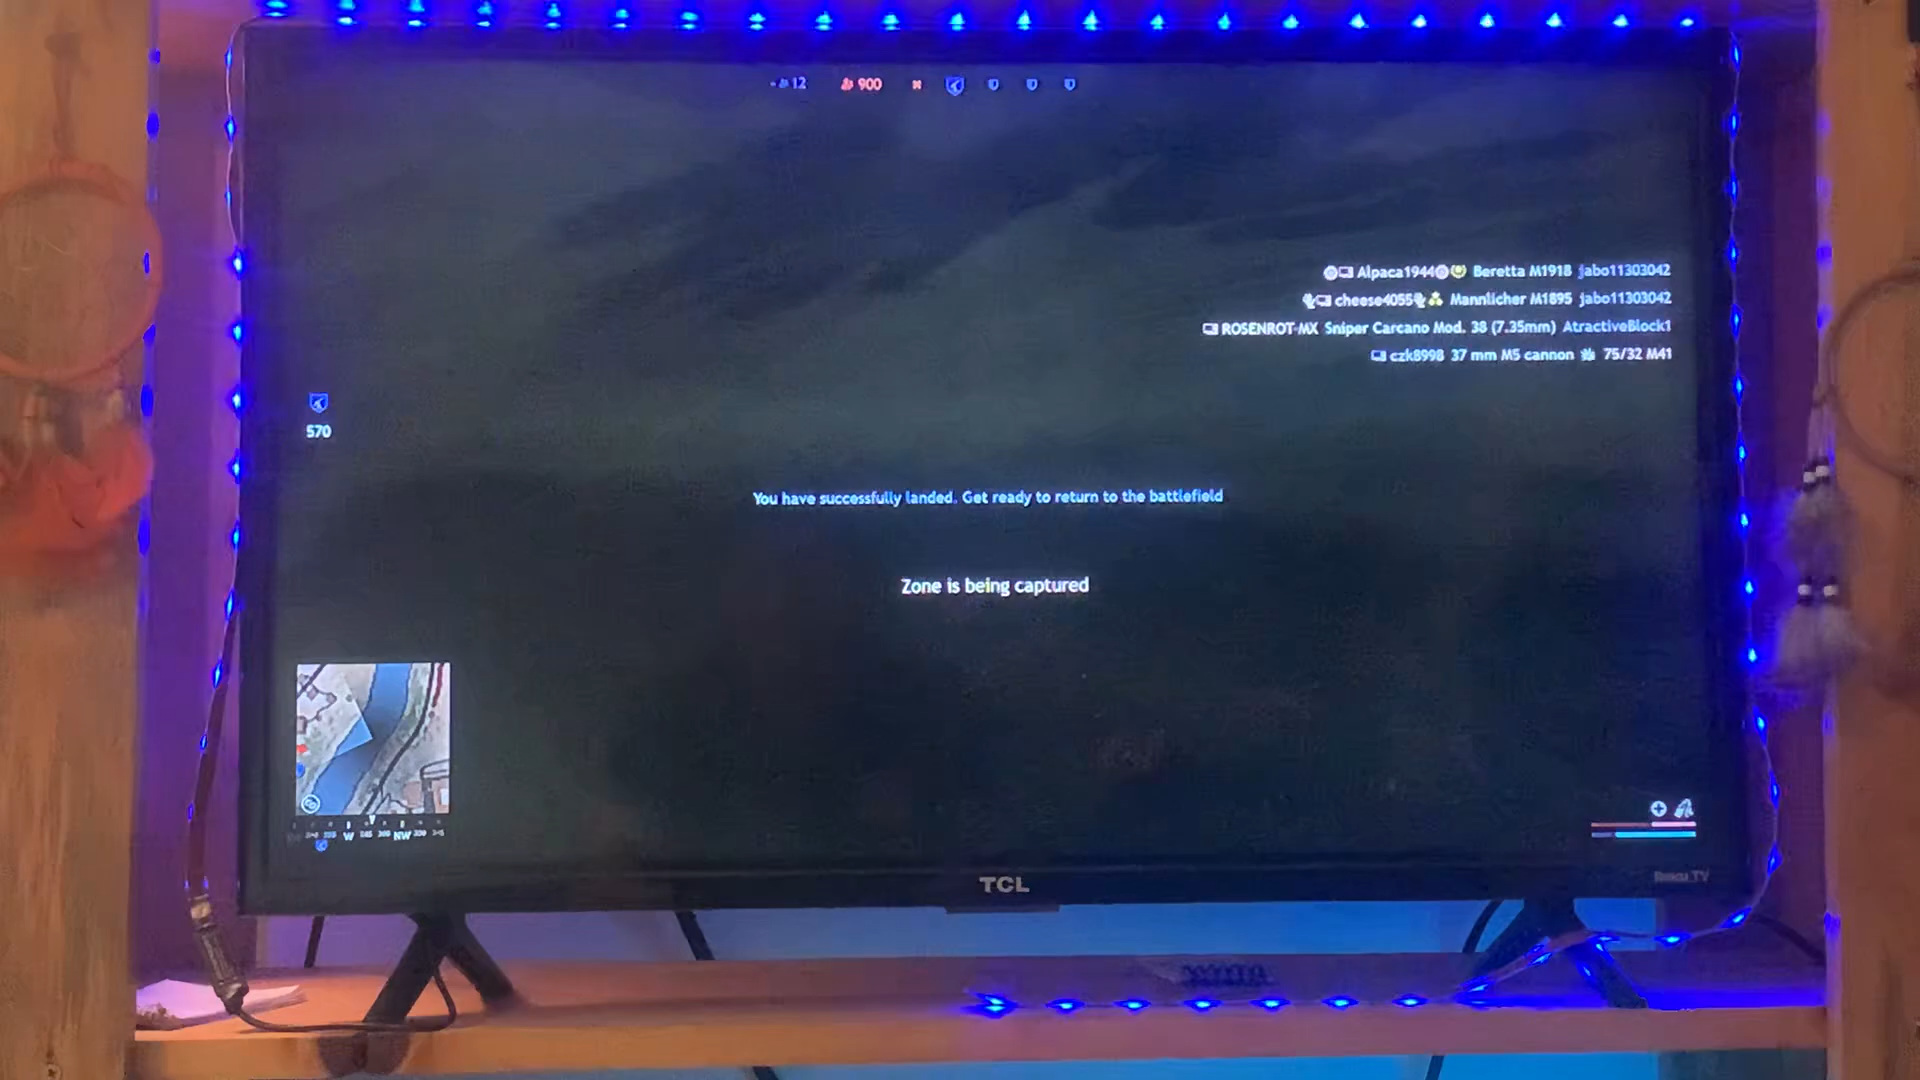 12 900
Alpaca1944 Beretta M1918 jabo11303042
cheese4055 Mannlicher M1895 jabo11303042
ROSENROT-MX Sniper Carcano Mod. 38 (7.35mm) AtractiveBlock1
czk8998 37 mm M5 cannon 75/32 M41
570
You have successfully landed. Get ready to return to the battlefield
Zone is being captured
W NW
TCL
Roku TV